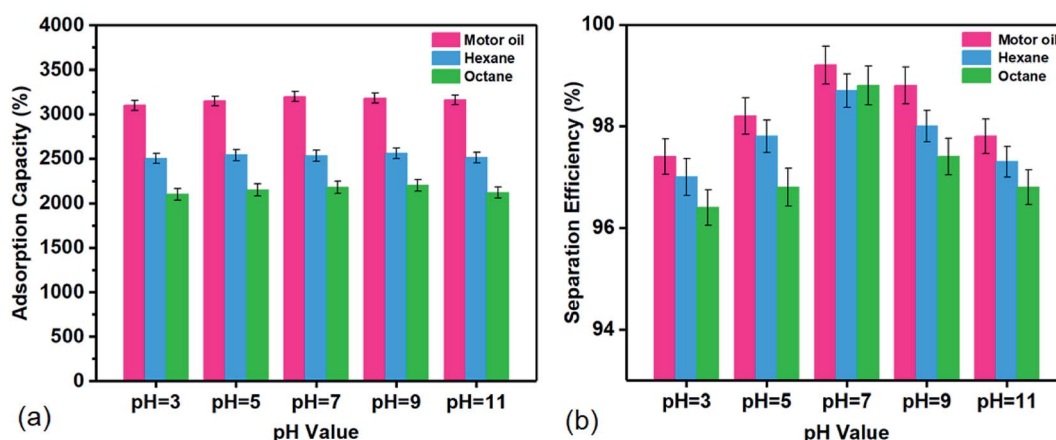 4000
3500
3000
2500
2000
1500
1000
500
0
Adsorption Capacity (%)
Motor oil
Hexane
Octane
pH=3 pH=5 pH=7 pH=9 pH=11
pH Value
(a)
100
98
96
94
Separation Efficiency (%)
Motor oil
Hexane
Octane
pH=3 pH=5 pH=7 pH=9 pH=11
pH Value
(b)